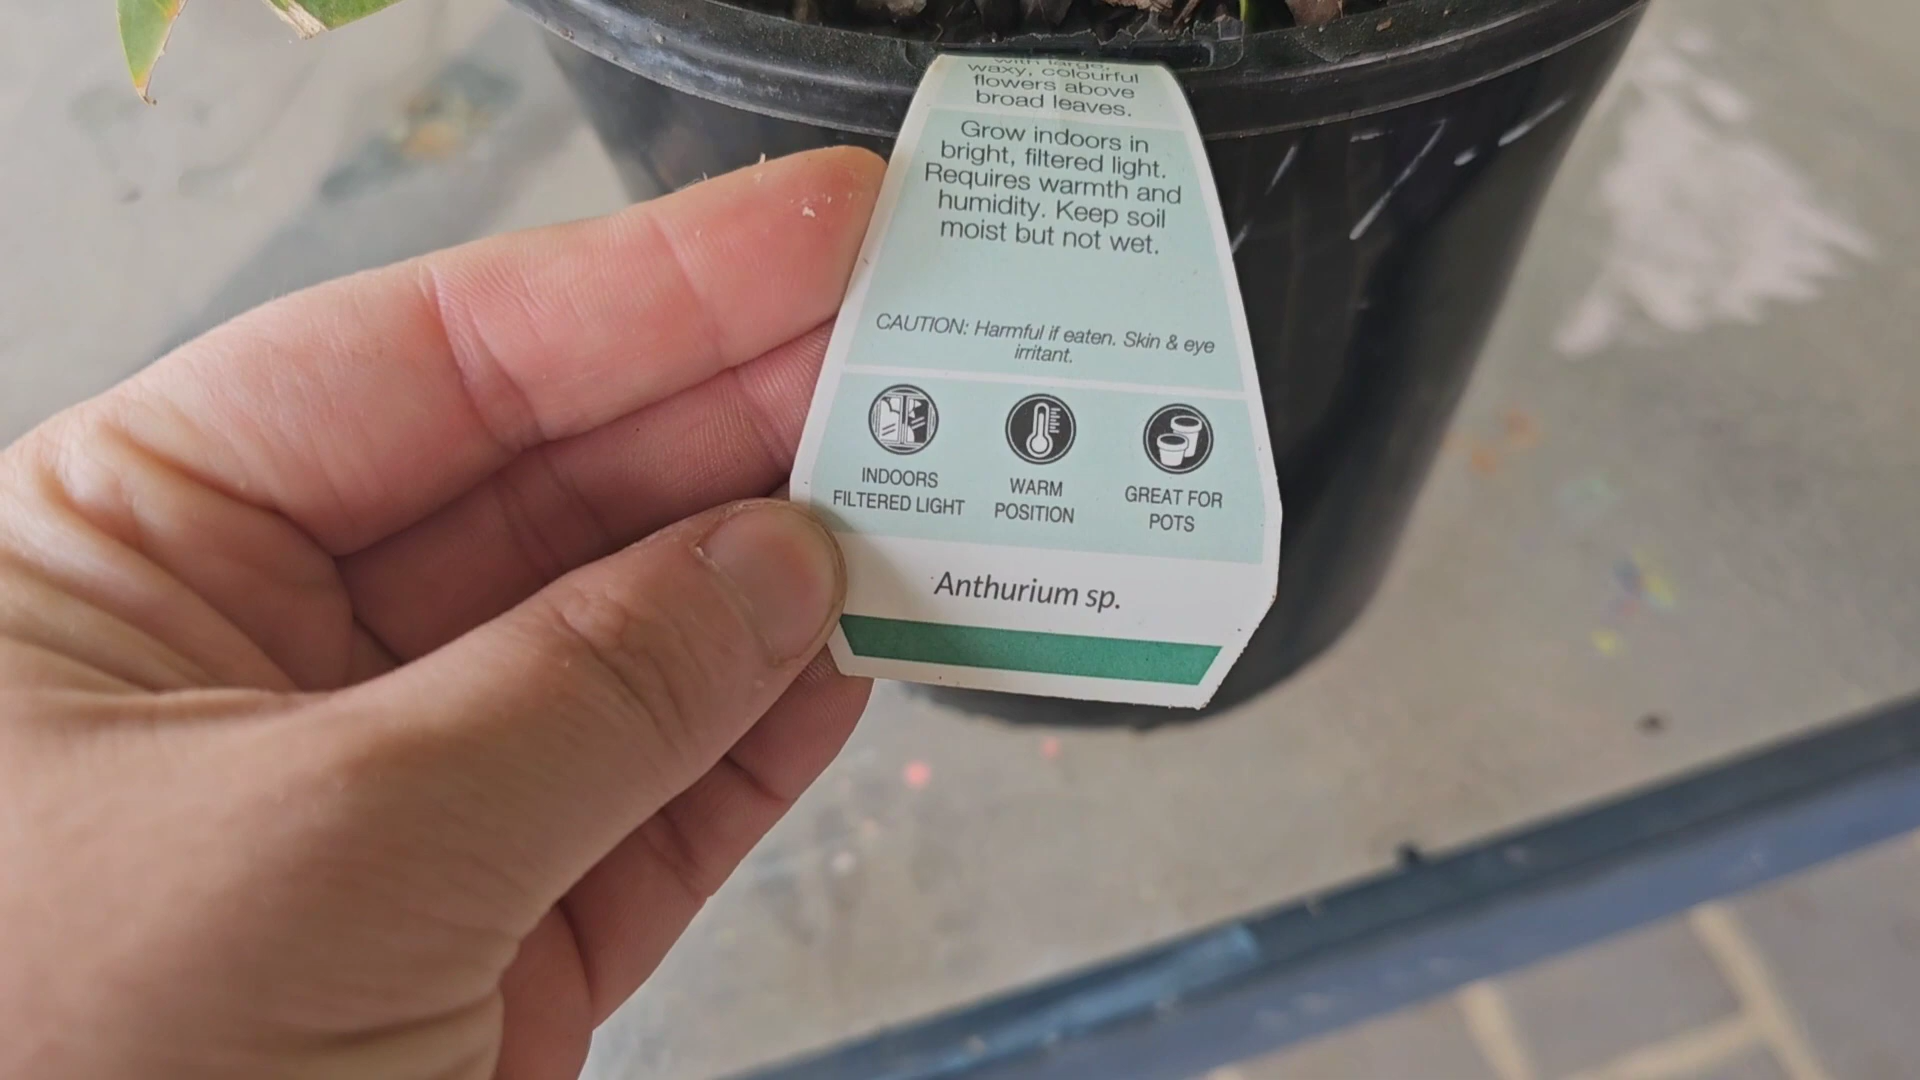 with large,
waxy, colourful
flowers above
broad leaves.
Grow indoors in
bright, filtered light.
Requires warmth and
humidity. Keep soil
moist but not wet.
CAUTION: Harmful if eaten. Skin & eye
irritant.
INDOORS
FILTERED LIGHT
WARM
POSITION
GREAT FOR
POTS
Anthurium sp.